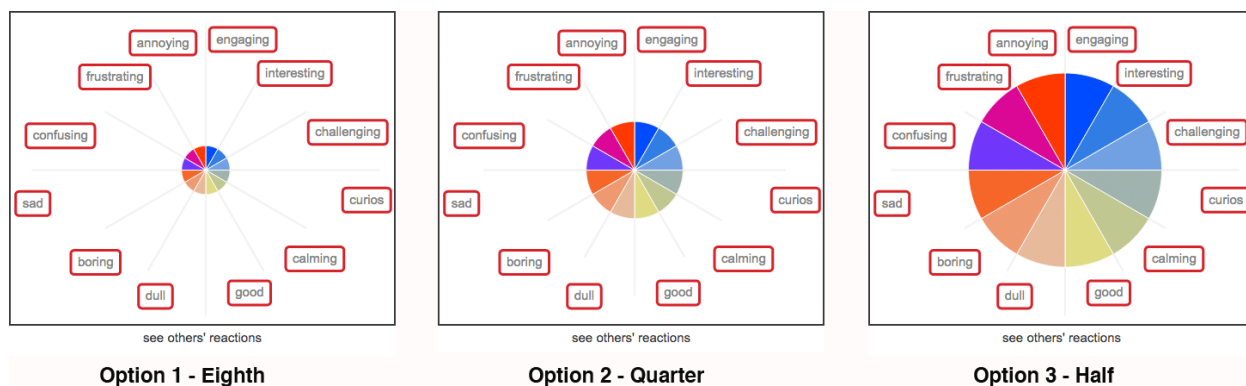 annoying
engaging
frustrating
interesting
confusing
challenging
sad
curios
boring
calming
dull
good
see others' reactions
Option 1 - Eighth
annoying
engaging
frustrating
interesting
confusing
challenging
sad
curios
boring
calming
dull
good
see others' reactions
Option 2 - Quarter
annoying
engaging
frustrating
interesting
confusing
challenging
sad
curios
boring
calming
dull
good
see others' reactions
Option 3 - Half